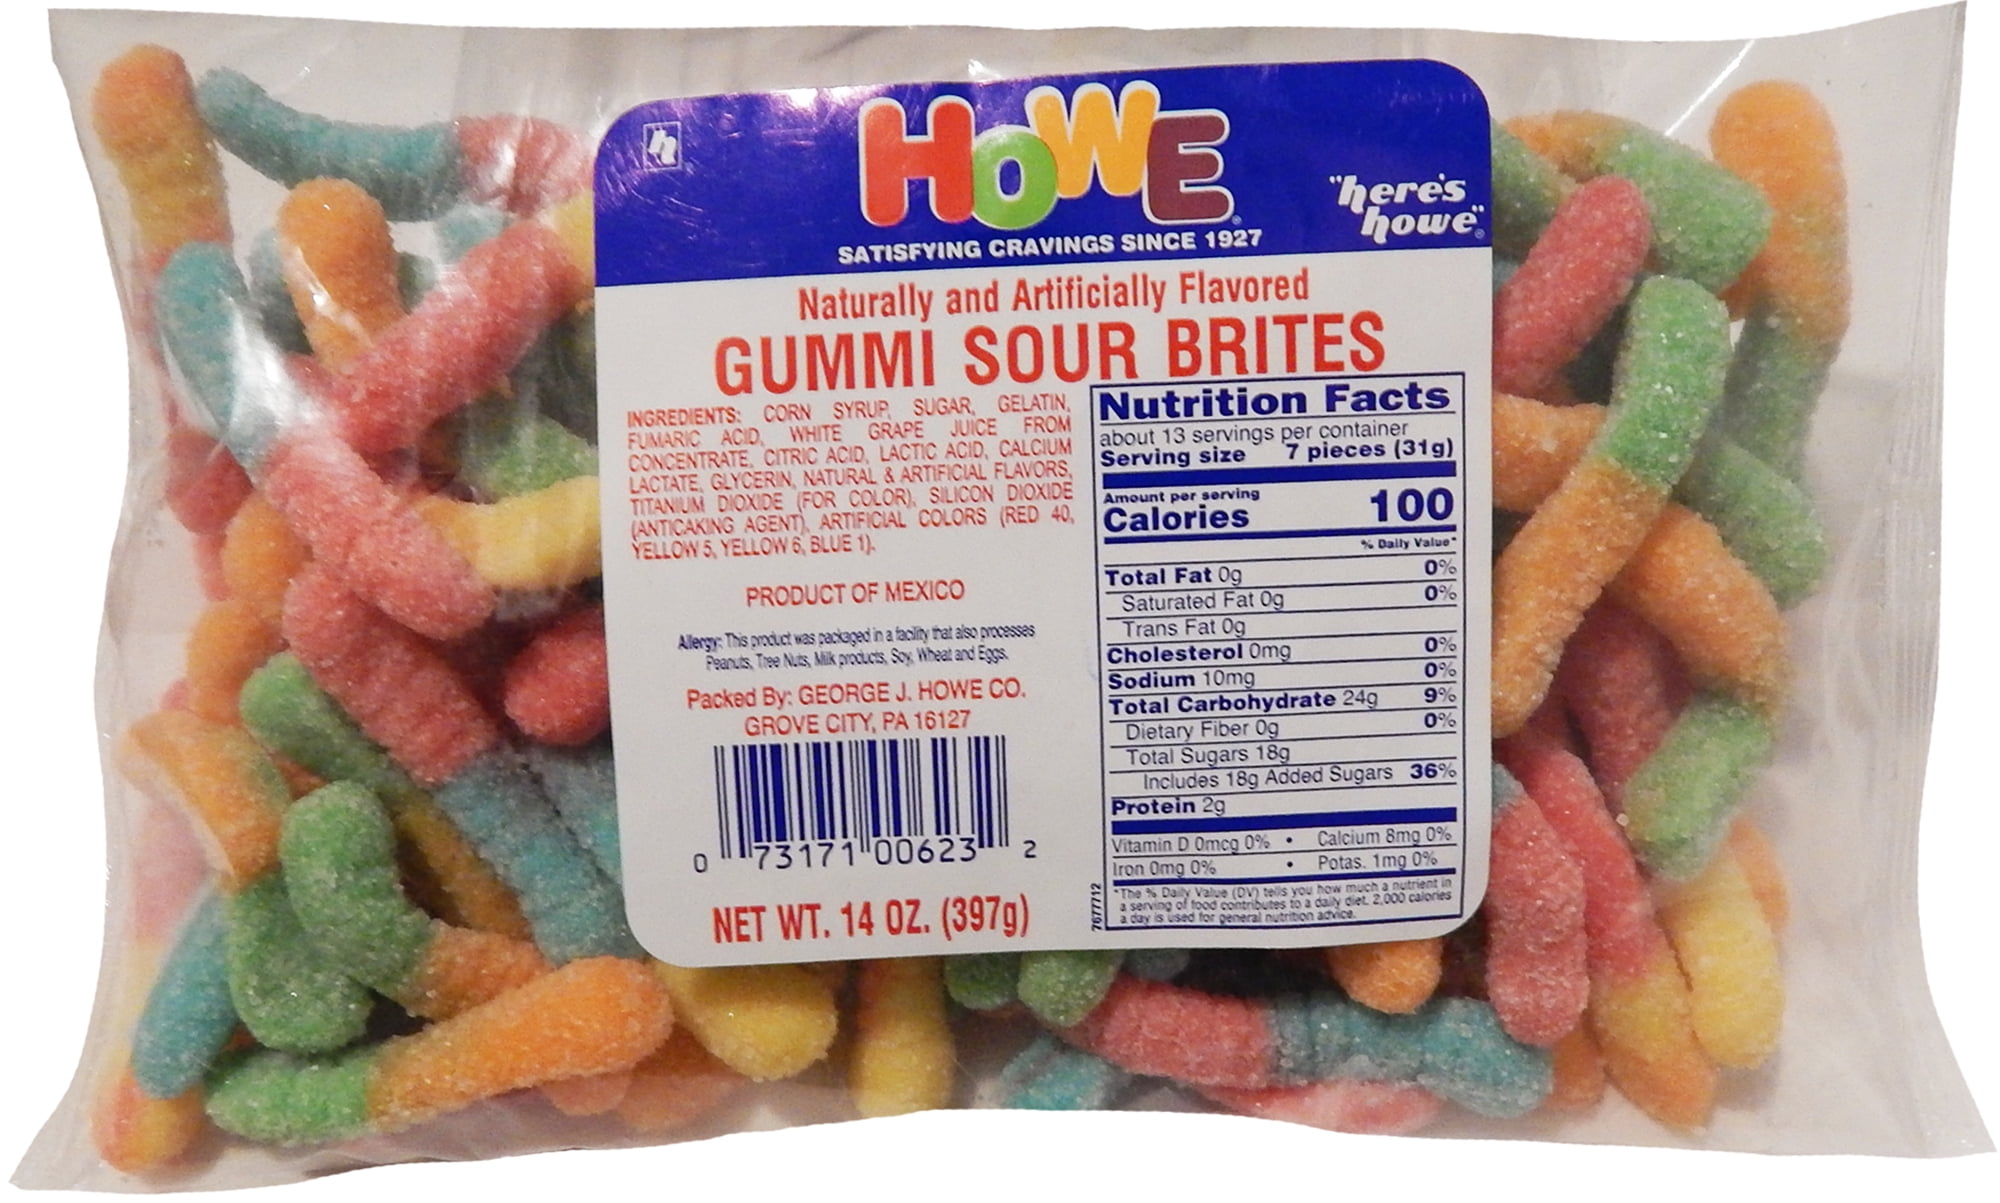 h
HOWE®
"here's
howe"®
SATISFYING CRAVINGS SINCE 1927
Naturally and Artificially Flavored
GUMMI SOUR BRITES
INGREDIENTS: CORN SYRUP, SUGAR, GELATIN,
FUMARIC ACID, WHITE GRAPE JUICE FROM
CONCENTRATE, CITRIC ACID, LACTIC ACID, CALCIUM
LACTATE, GLYCERIN, NATURAL & ARTIFICIAL FLAVORS,
TITANIUM DIOXIDE (FOR COLOR), SILICON DIOXIDE
(ANTICAKING AGENT), ARTIFICIAL COLORS (RED 40,
YELLOW 5, YELLOW 6, BLUE 1).
PRODUCT OF MEXICO
Allergy: This product was packaged in a facility that also processes
Peanuts, Tree Nuts, Milk products, Soy, Wheat and Eggs.
Packed By: GEORGE J. HOWE CO.
GROVE CITY, PA 16127
0 73171 00623 2
NET WT. 14 OZ. (397g)
Nutrition Facts
about 13 servings per container
Serving size 7 pieces (31g)
Amount per serving
Calories 100
% Daily Value*
Total Fat 0g 0%
Saturated Fat 0g 0%
Trans Fat 0g
Cholesterol 0mg 0%
Sodium 10mg 0%
Total Carbohydrate 24g 9%
Dietary Fiber 0g 0%
Total Sugars 18g
Includes 18g Added Sugars 36%
Protein 2g
Vitamin D 0mcg 0% • Calcium 8mg 0%
Iron 0mg 0% • Potas. 1mg 0%
*The % Daily Value (DV) tells you how much a nutrient in
a serving of food contributes to a daily diet. 2,000 calories
a day is used for general nutrition advice.
7677712